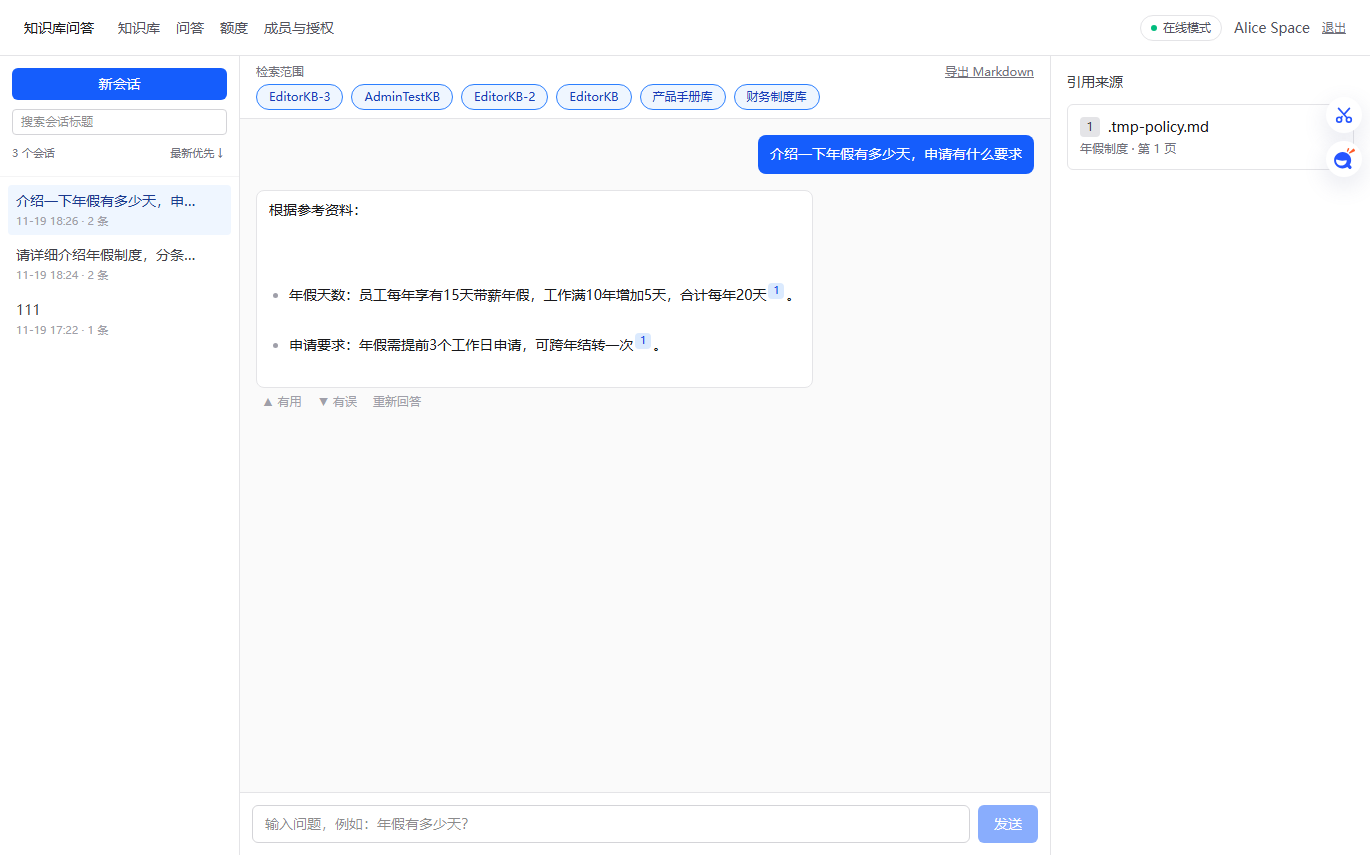 知识库问答 知识库 问答 额度 成员与授权 在线模式 Alice Space 退出
新会话
搜索会话标题
3 个会话 最新优先↓
介绍一下年假有多少天，申...
11-19 18:26 · 2 条
请详细介绍年假制度，分条...
11-19 18:24 · 2 条
111
11-19 17:22 · 1 条
检索范围 导出 Markdown
EditorKB-3 AdminTestKB EditorKB-2 EditorKB 产品手册库 财务制度库
介绍一下年假有多少天，申请有什么要求
根据参考资料：
年假天数：员工每年享有15天带薪年假，工作满10年增加5天，合计每年20天 1 。
申请要求：年假需提前3个工作日申请，可跨年结转一次 1 。
▲ 有用 ▼ 有误 重新回答
输入问题，例如：年假有多少天？ 发送
引用来源
1 .tmp-policy.md
年假制度 · 第 1 页